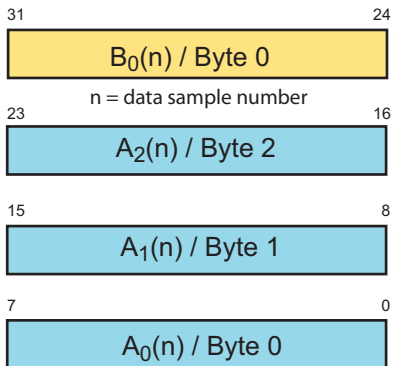 31 24
B₀(n) / Byte 0
n = data sample number
23 16
A₂(n) / Byte 2
15 8
A₁(n) / Byte 1
7 0
A₀(n) / Byte 0